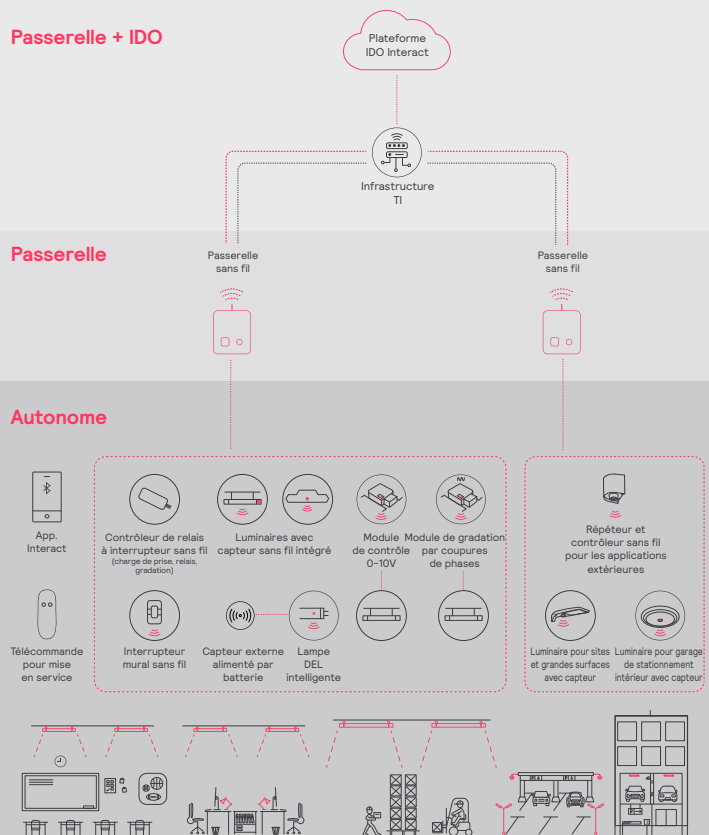 Passerelle + IDO
Plateforme
IDO Interact
Infrastructure
TI
Passerelle
Passerelle
sans fil
Passerelle
sans fil
Autonome
App.
Interact
Contrôleur de relais
à interrupteur sans fil
(charge de prise, relais,
gradation)
Luminaires avec
capteur sans fil intégré
Module
de contrôle
0-10V
Module de gradation
par coupures
de phases
Répéteur et
contrôleur sans fil
pour les applications
extérieures
Télécommande
pour mise
en service
Interrupteur
mural sans fil
Capteur externe
alimenté par
batterie
Lampe
DEL
intelligente
Luminaire pour sites
et grandes surfaces
avec capteur
Luminaire pour garage
de stationnement
intérieur avec capteur